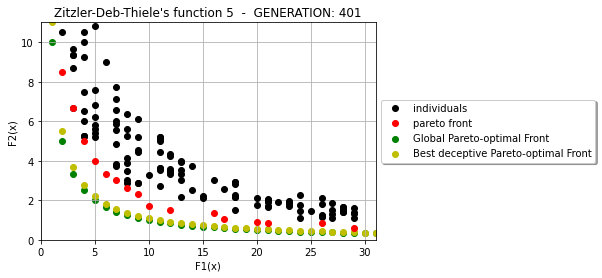 Zitzler-Deb-Thiele's function 5  -  GENERATION: 401
10
8
6
4
2
0
F2(x)
0 5 10 15 20 25 30
F1(x)
individuals
pareto front
Global Pareto-optimal Front
Best deceptive Pareto-optimal Front